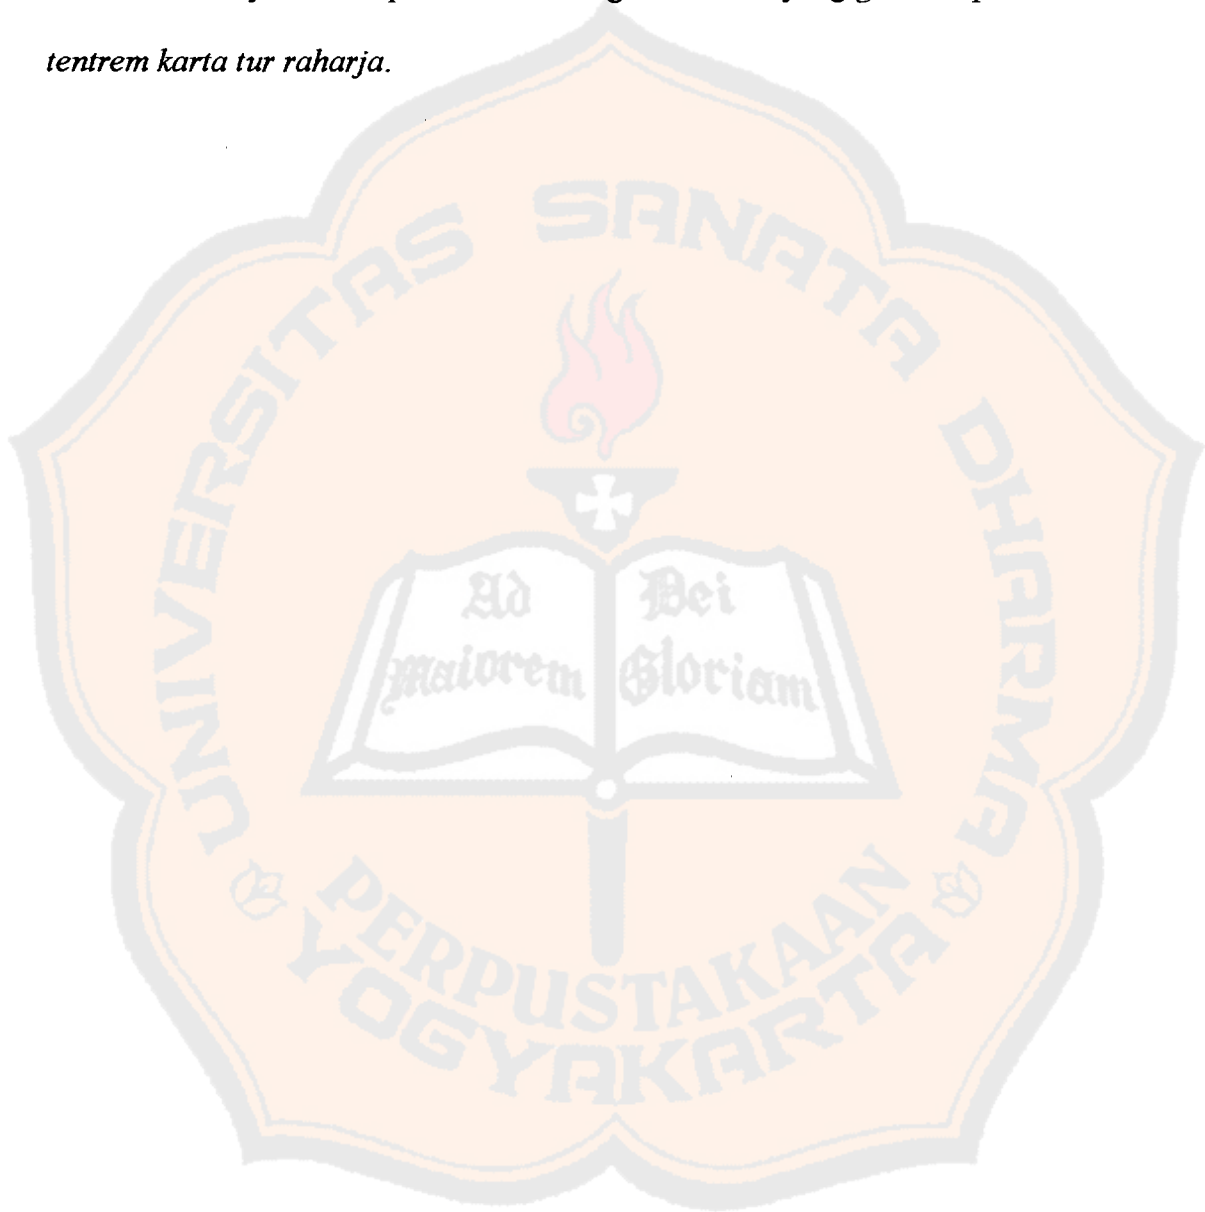 tentrem karta tur raharja.
UNIVERSITAS SANATA DHARMA
Ad Dei
Maiorem Gloriam
PERPUSTAKAAN
YOGYAKARTA